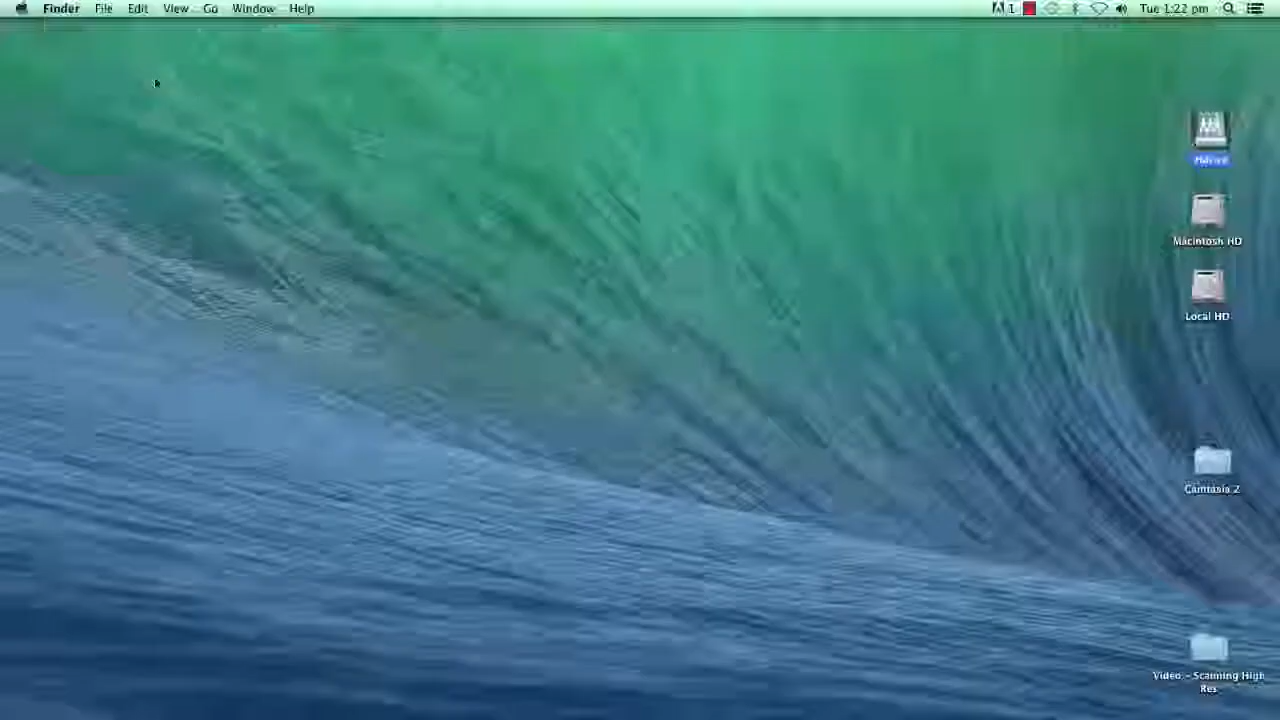 Finder File Edit View Go Window Help 1 Tue 1:22 pm
Macintosh HD
Local HD
Camtasia 2
Video - Scanning High
Res